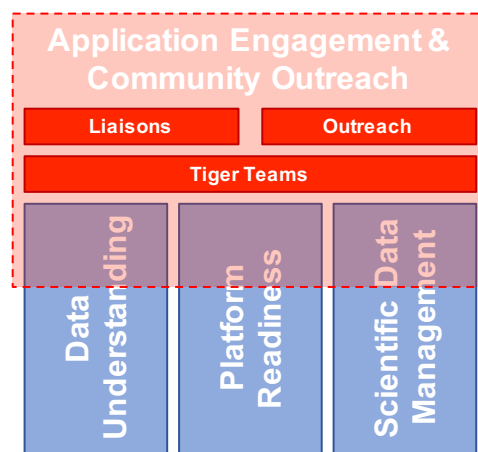 Application Engagement &
Community Outreach
Liaisons
Outreach
Tiger Teams
Data
Understanding
Platform
Readiness
Scientific Data
Management